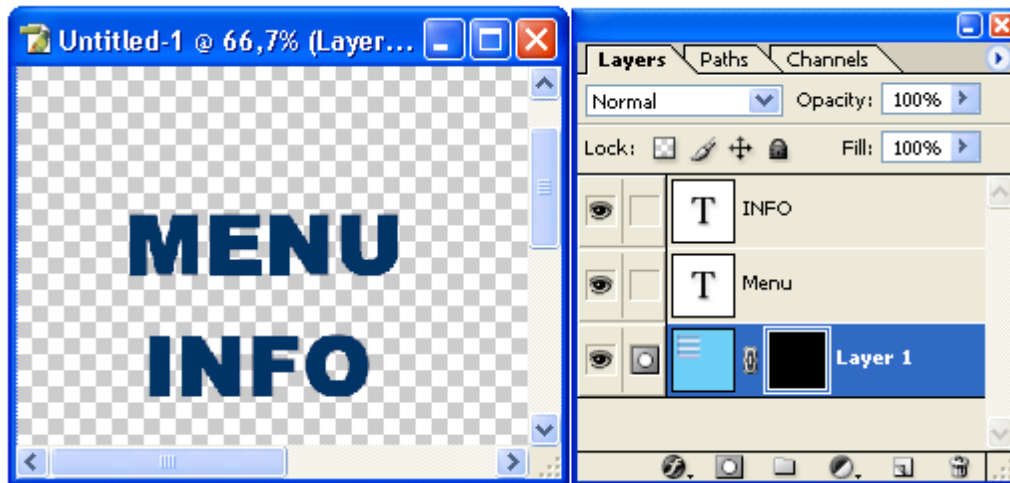 Untitled-1 @ 66,7% (Layer...
MENU
INFO
Layers Paths Channels
Normal Opacity: 100%
Lock: Fill: 100%
T INFO
T Menu
Layer 1